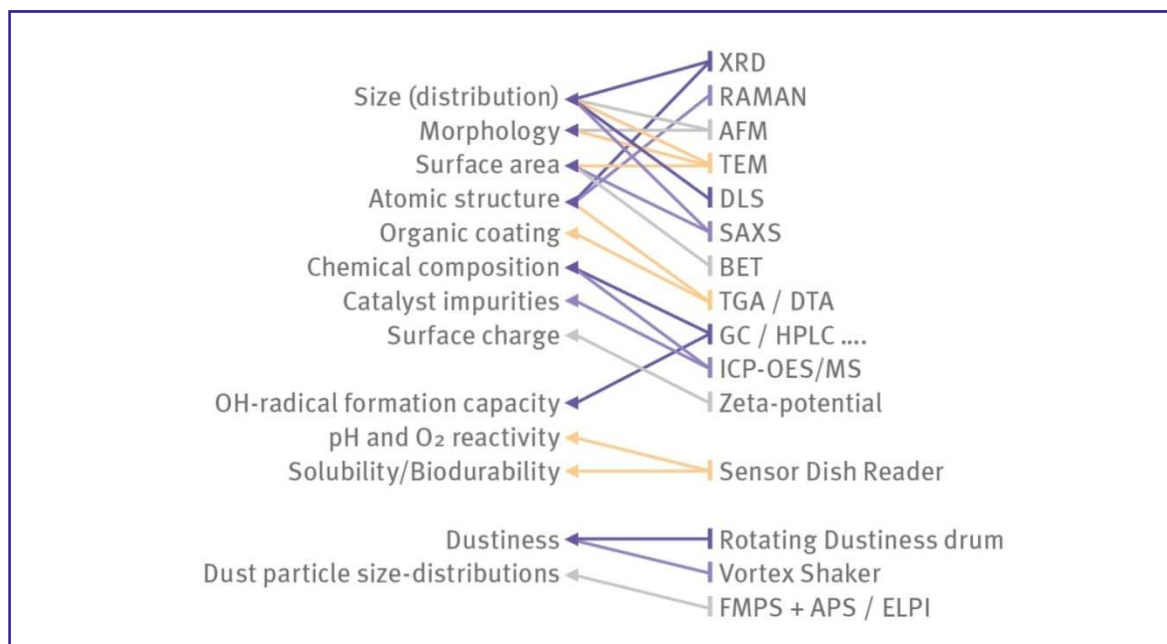 Size (distribution)
Morphology
Surface area
Atomic structure
Organic coating
Chemical composition
Catalyst impurities
Surface charge
OH-radical formation capacity
pH and O₂ reactivity
Solubility/Biodurability
Dustiness
Dust particle size-distributions
XRD
RAMAN
AFM
TEM
DLS
SAXS
BET
TGA / DTA
GC / HPLC ....
ICP-OES/MS
Zeta-potential
Sensor Dish Reader
Rotating Dustiness drum
Vortex Shaker
FMPS + APS / ELPI